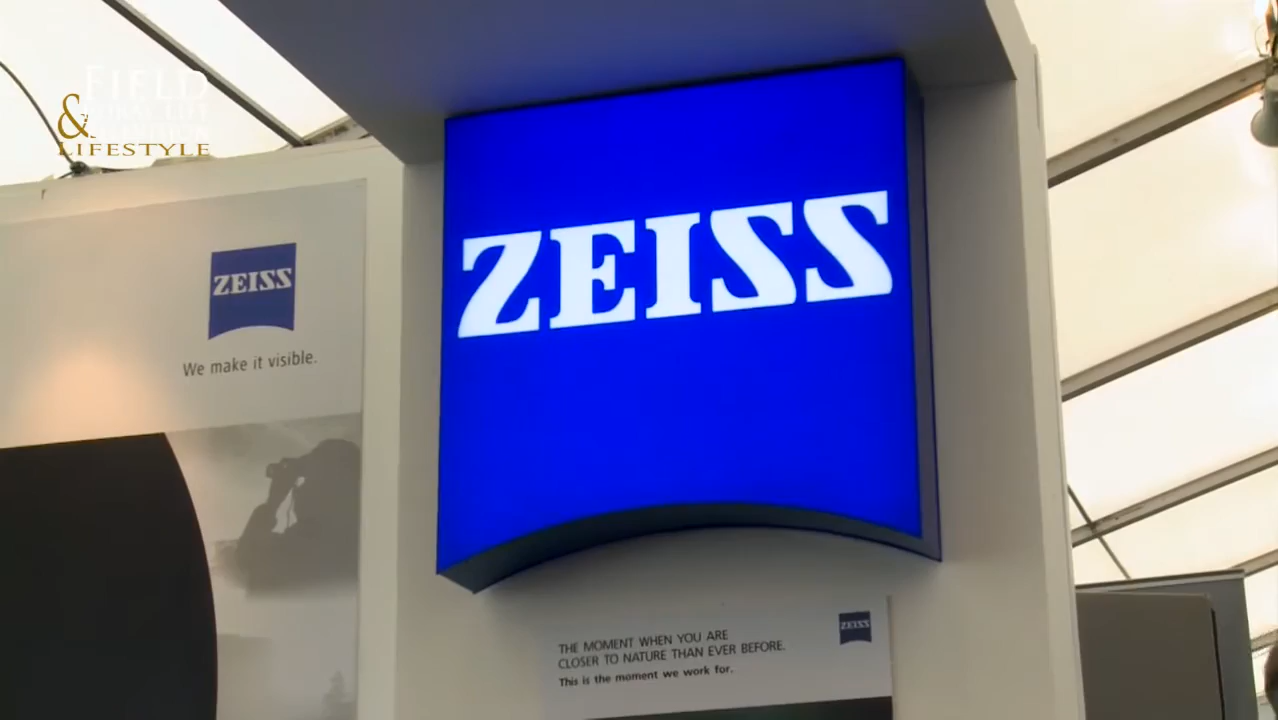 FIELD
&
LIFESTYLE
ZEISS
We make it visible.
ZEISS
THE MOMENT WHEN YOU ARE
CLOSER TO NATURE THAN EVER BEFORE.
This is the moment we work for.
ZEISS